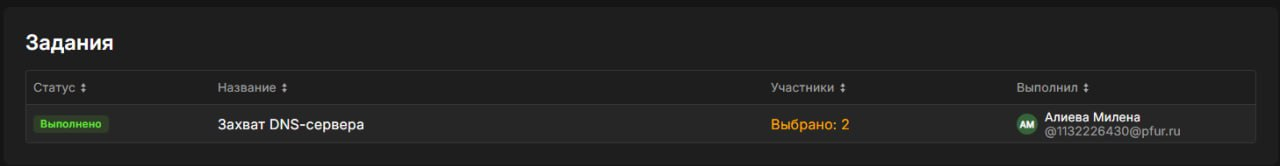 Задания
Статус Название Участники Выполнил
Выполнено Захват DNS-сервера Выбрано: 2 АМ Алиева Милена
@1132226430@pfur.ru